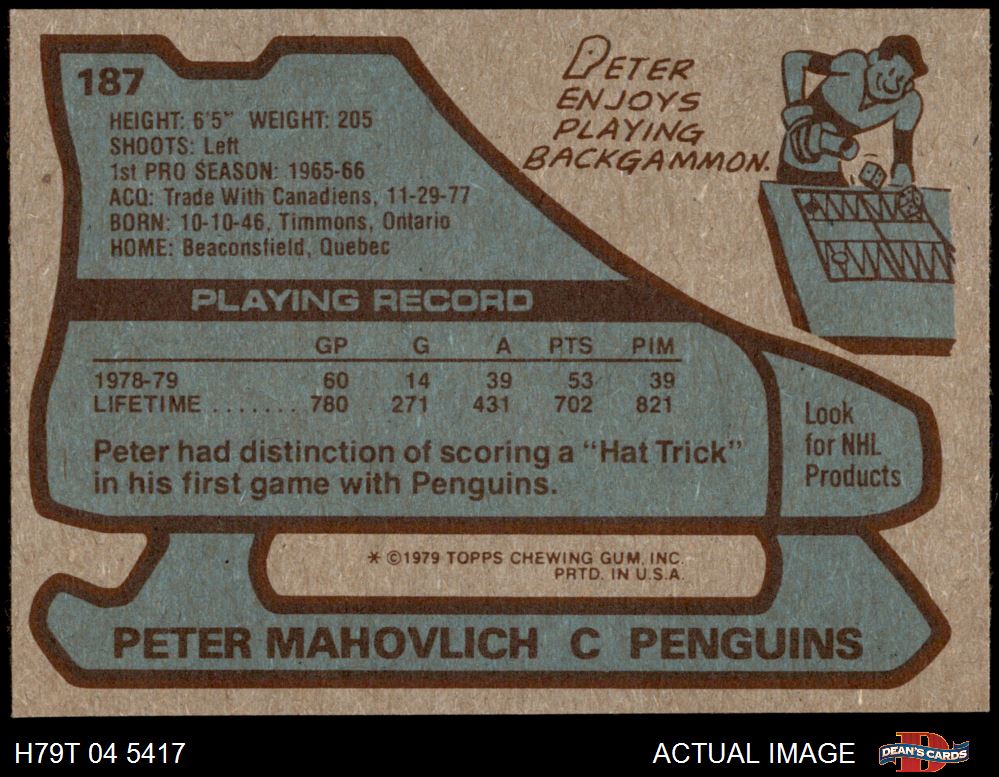 187
HEIGHT: 6'5" WEIGHT: 205
SHOOTS: Left
1st PRO SEASON: 1965-66
ACQ: Trade With Canadiens, 11-29-77
BORN: 10-10-46, Timmons, Ontario
HOME: Beaconsfield, Quebec
PETER
ENJOYS
PLAYING
BACKGAMMON.
PLAYING RECORD
GP G A PTS PIM
1978-79 60 14 39 53 39
LIFETIME ....... 780 271 431 702 821
Peter had distinction of scoring a "Hat Trick"
in his first game with Penguins.
Look
for NHL
Products
* ©1979 TOPPS CHEWING GUM, INC.
PRTD. IN U.S.A.
PETER MAHOVLICH C PENGUINS
H79T 04 5417
ACTUAL IMAGE
DEAN'S CARDS